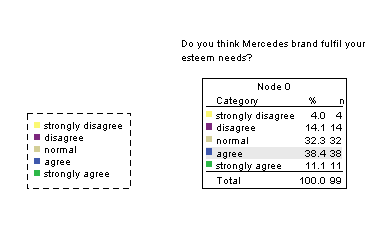 Do you think Mercedes brand fulfil your
esteem needs?
Node 0
Category % n
strongly disagree 4.0 4
disagree 14.1 14
normal 32.3 32
agree 38.4 38
strongly agree 11.1 11
Total 100.0 99
strongly disagree
disagree
normal
agree
strongly agree